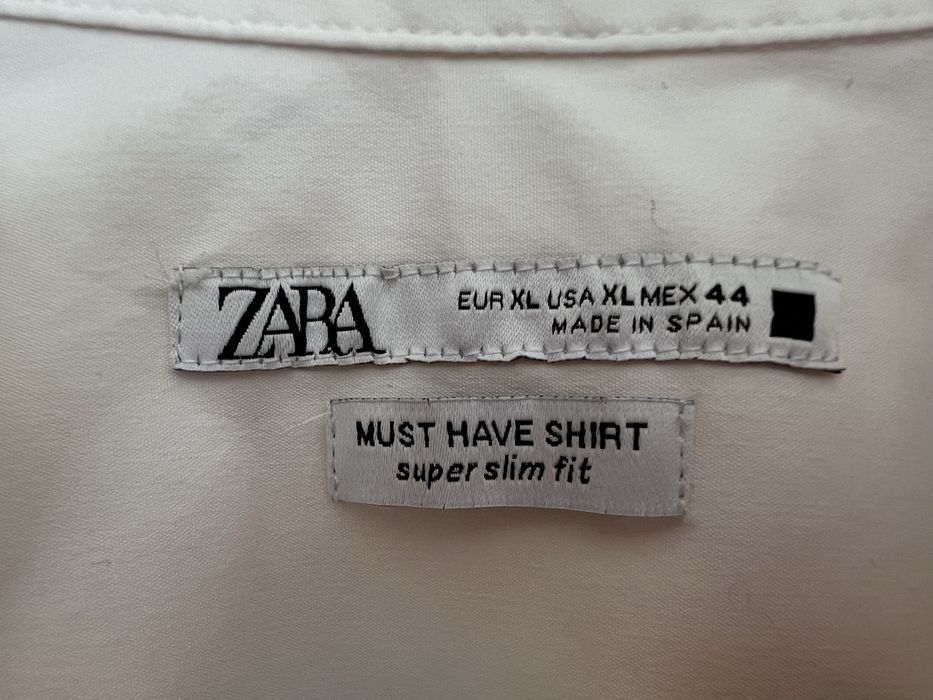 ZARA
EUR XL USA XL MEX 44
MADE IN SPAIN
MUST HAVE SHIRT
super slim fit